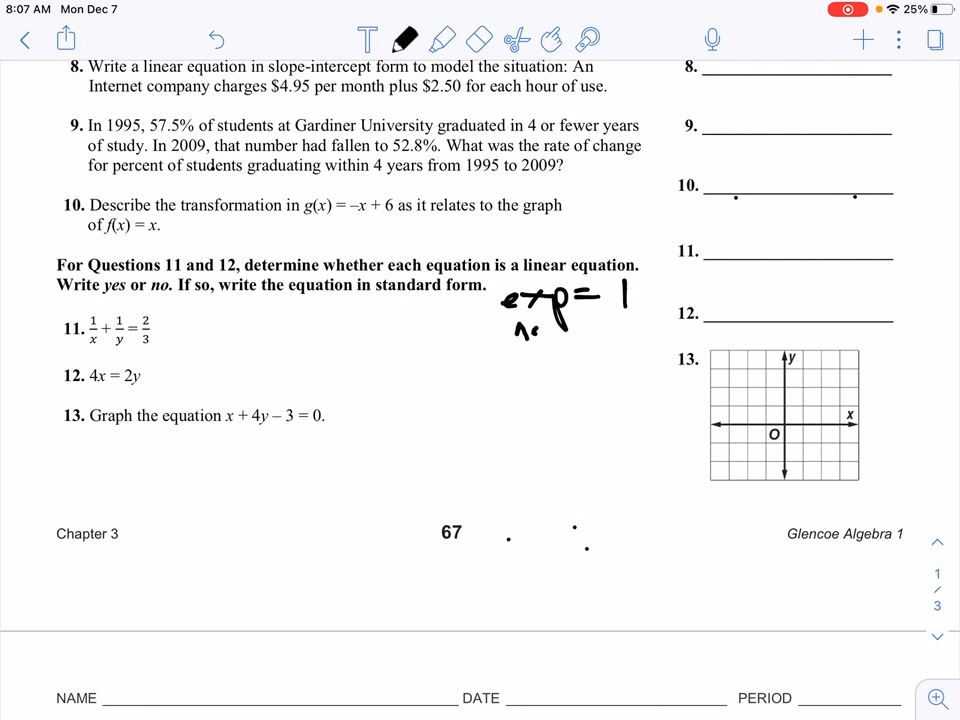 8:07 AM Mon Dec 7 25%
8. Write a linear equation in slope-intercept form to model the situation: An
Internet company charges $4.95 per month plus $2.50 for each hour of use.
8.
9. In 1995, 57.5% of students at Gardiner University graduated in 4 or fewer years
of study. In 2009, that number had fallen to 52.8%. What was the rate of change
for percent of students graduating within 4 years from 1995 to 2009?
9.
10. Describe the transformation in g(x) = –x + 6 as it relates to the graph
of f(x) = x.
10.
For Questions 11 and 12, determine whether each equation is a linear equation.
Write yes or no. If so, write the equation in standard form.
exp = 1
11. 1/x + 1/y = 2/3
11.
12. 4x = 2y
12.
13. Graph the equation x + 4y – 3 = 0.
13.
y
x
O
Chapter 3 67 Glencoe Algebra 1
1
/
3
NAME DATE PERIOD